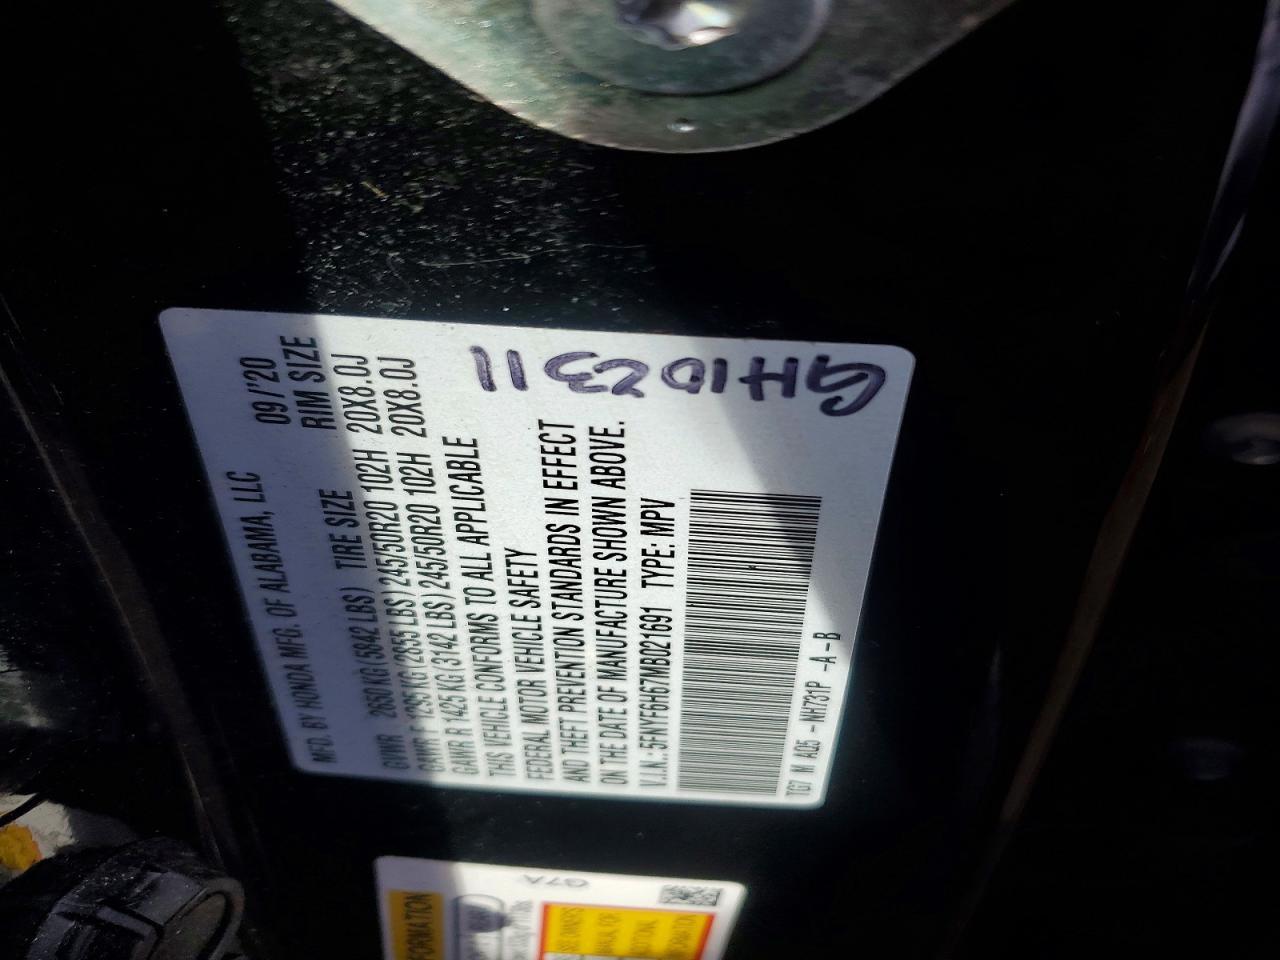 MFD. BY HONDA MFG. OF ALABAMA, LLC 09/'20
GVWR 2650 KG (5842 LBS) TIRE SIZE RIM SIZE
GAWR F 1295 KG (2855 LBS) 245/50R20 102H 20X8.0J
GAWR R 1425 KG (3142 LBS) 245/50R20 102H 20X8.0J
THIS VEHICLE CONFORMS TO ALL APPLICABLE
FEDERAL MOTOR VEHICLE SAFETY
AND THEFT PREVENTION STANDARDS IN EFFECT
ON THE DATE OF MANUFACTURE SHOWN ABOVE.
V.I.N.: 5FNYF6H67MB021691 TYPE: MPV
TG7 M AQ5 -NH731P -A-B
GH102311
G7A